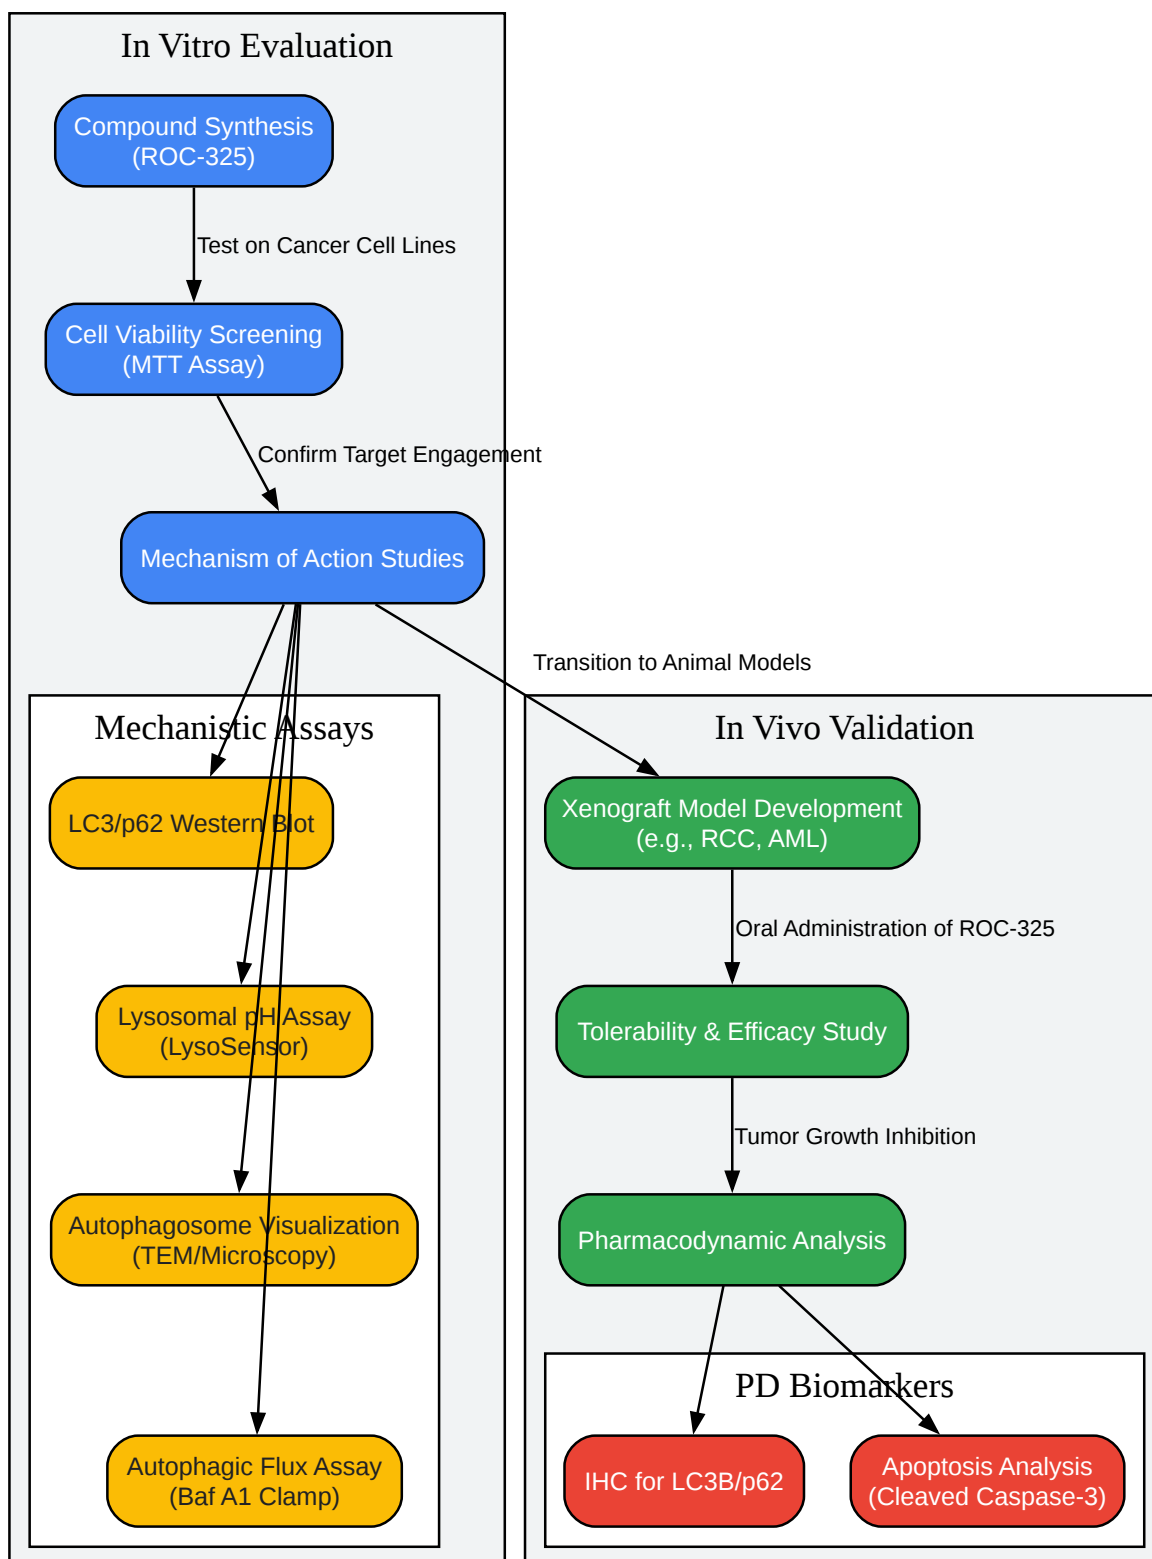 In Vitro Evaluation
Compound Synthesis
(ROC-325)
Test on Cancer Cell Lines
Cell Viability Screening
(MTT Assay)
Confirm Target Engagement
Mechanism of Action Studies
Transition to Animal Models
Mechanistic Assays
LC3/p62 Western Blot
Lysosomal pH Assay
(LysoSensor)
Autophagosome Visualization
(TEM/Microscopy)
Autophagic Flux Assay
(Baf A1 Clamp)
In Vivo Validation
Xenograft Model Development
(e.g., RCC, AML)
Oral Administration of ROC-325
Tolerability & Efficacy Study
Tumor Growth Inhibition
Pharmacodynamic Analysis
PD Biomarkers
IHC for LC3B/p62
Apoptosis Analysis
(Cleaved Caspase-3)